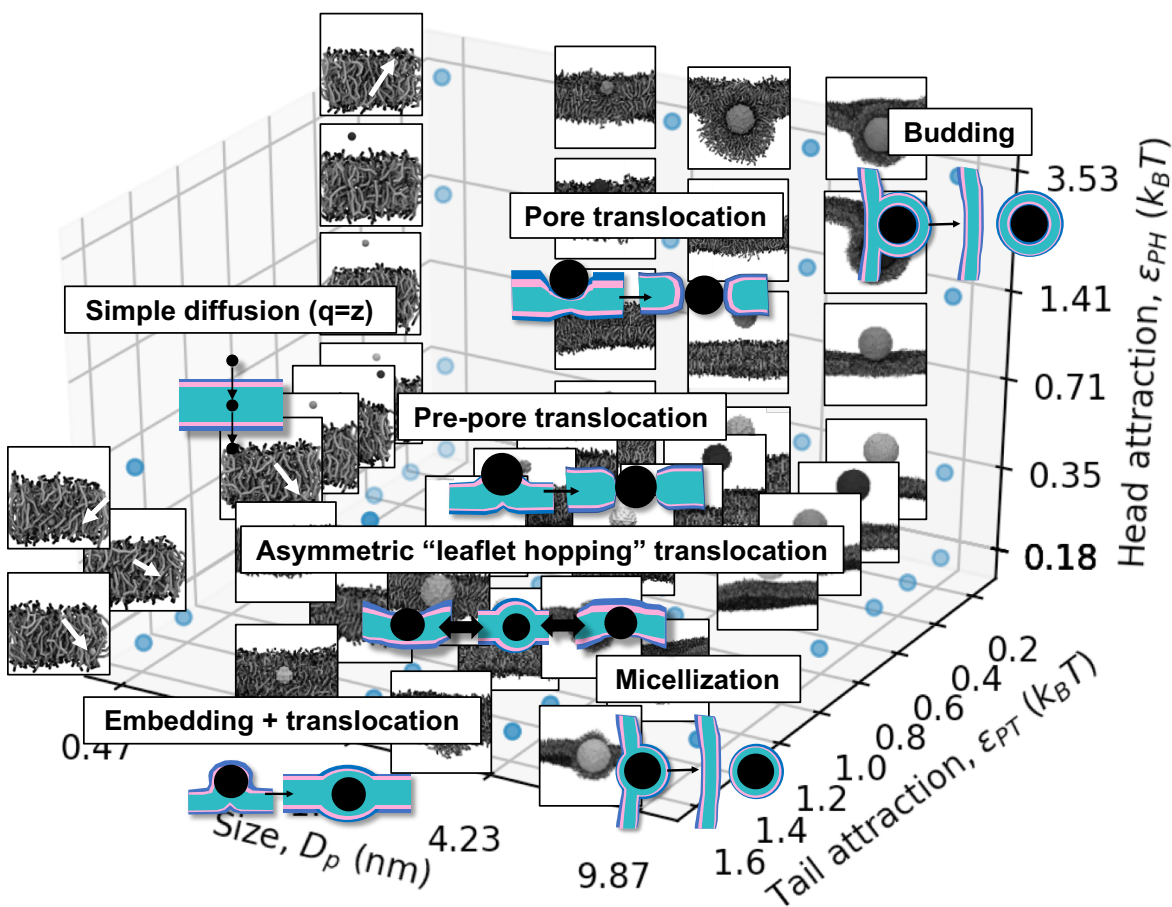 Budding
3.53
Pore translocation
1.41
Simple diffusion (q=z)
0.71
Pre-pore translocation
0.35
Head attraction, ε_PH (k_BT)
Asymmetric “leaflet hopping” translocation
0.18
0.2
0.4
Micellization
0.6
Embedding + translocation
0.8
0.47
1.0
1.2
4.23
1.4
Size, D_p (nm)
1.6
9.87
Tail attraction, ε_PT (k_BT)